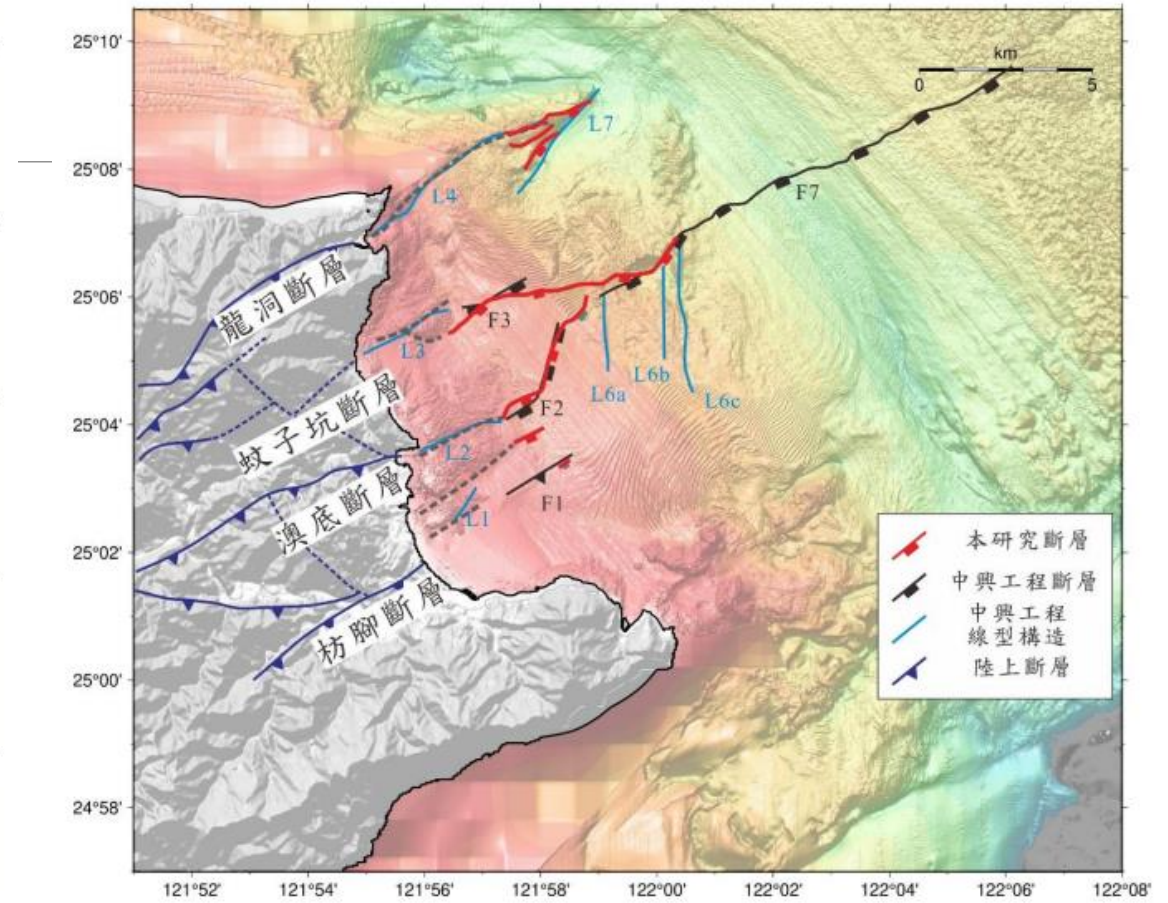 25°10'
25°08'
25°06'
25°04'
25°02'
25°00'
24°58'
km
0 5
L7
L4
F7
龍洞斷層
F3
L3
L6a
L6b
L6c
蚊子坑斷層
F2
L2
澳底斷層
F1
L1
枋腳斷層
本研究斷層
中興工程斷層
中興工程
線型構造
陸上斷層
121°52'
121°54'
121°56'
121°58'
122°00'
122°02'
122°04'
122°06'
122°08'